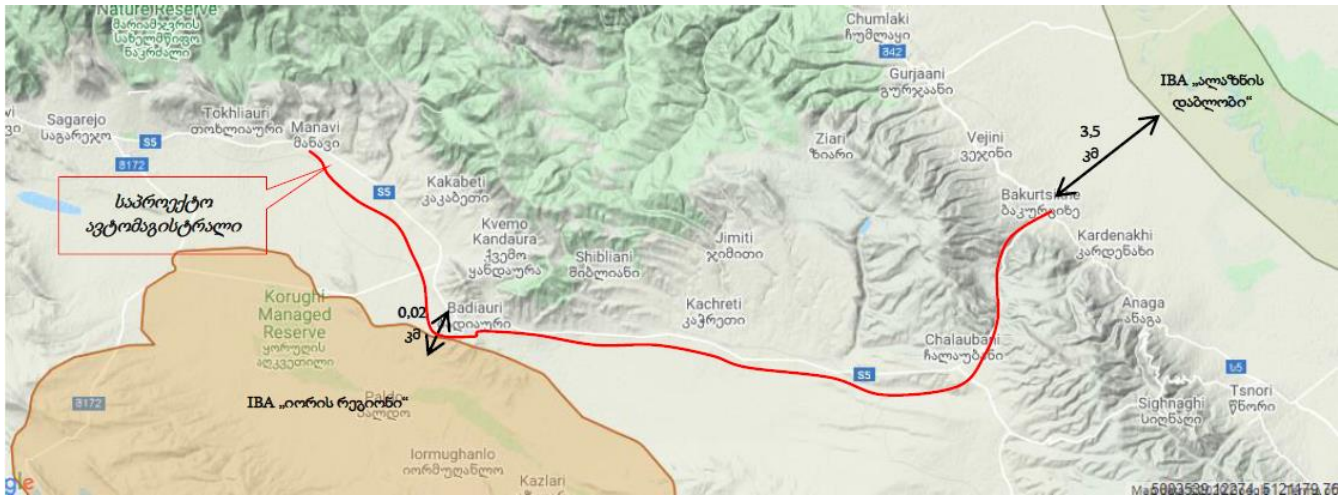 Nature Reserve
მარიამჯვრის
სახელმწიფო
ნაკრძალი
Chumlaki
ჩუმლაყი
Გ42
Gurjaani
გურჯაანი
IBA „ალაზნის
დაბლობი“
3,5
კმ
Sagarejo
საგარეჯო
Tokhliauri
თოხლიაური
Manavi
მანავი
S5
Ziari
ზიარი
Vejini
ვეჯინი
საპროექტო
ავტომაგისტრალი
S5
Kakabeti
კაკაბეთი
Bakurtsikhe
ბაკურციხე
Kvemo
Kandaura
ქვემო
ყანდაურა
Shibliani
შიბლიანი
Jimiti
ჯიმითი
Kardenakhi
კარდენახი
Korughi
Managed
Reserve
ყორუღის
აღკვეთილი
0,02
კმ
Badiauri
Kachreti
კაჭრეთი
Anaga
ანაგა
Chalaubani
ჩალაუბანი
S5
Tsnori
წნორი
IBA „იორის რეგიონი“
Sighnaghi
სიღნაღი
Iormughanlo
იორმუღანლო
Kazlari